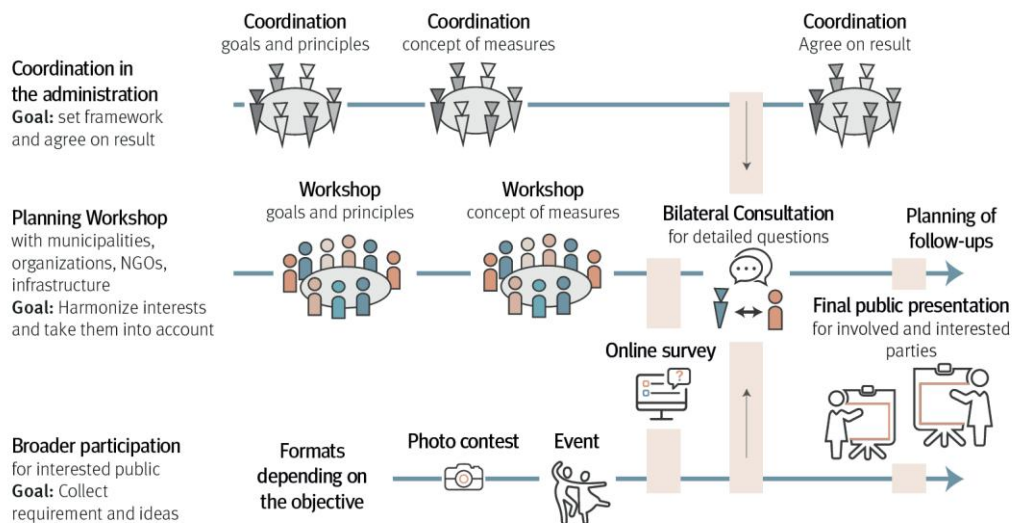 Coordination
goals and principles
Coordination
concept of measures
Coordination
Agree on result
Coordination in
the administration
Goal: set framework
and agree on result
Workshop
goals and principles
Workshop
concept of measures
Bilateral Consultation
for detailed questions
Planning of
follow-ups
Planning Workshop
with municipalities,
organizations, NGOs,
infrastructure
Goal: Harmonize interests
and take them into account
Final public presentation
for involved and interested
parties
Online survey
?
Broader participation
for interested public
Goal: Collect
requirement and ideas
Formats
depending on
the objective
Photo contest
Event